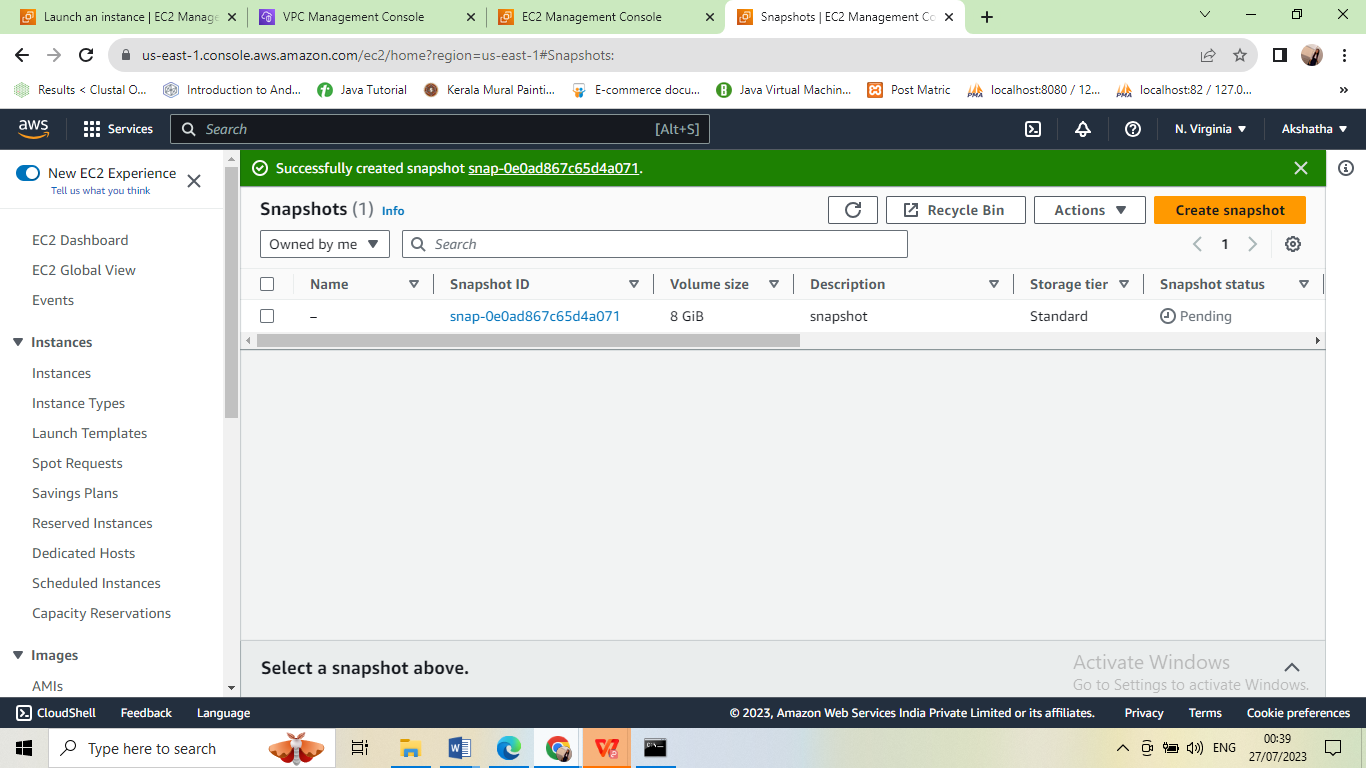 Launch an instance | EC2 Manage
VPC Management Console
EC2 Management Console
Snapshots | EC2 Management Co
us-east-1.console.aws.amazon.com/ec2/home?region=us-east-1#Snapshots:
Results < Clustal O...
Introduction to And...
Java Tutorial
Kerala Mural Painti...
E-commerce docu...
Java Virtual Machin...
Post Matric
localhost:8080 / 12...
localhost:82 / 127.0...
»
aws
Services
Search
[Alt+S]
N. Virginia
Akshatha
New EC2 Experience
Tell us what you think
Successfully created snapshot snap-0e0ad867c65d4a071.
Snapshots (1) Info
Recycle Bin
Actions
Create snapshot
Owned by me
Search
1
Name
Snapshot ID
Volume size
Description
Storage tier
Snapshot status
–
snap-0e0ad867c65d4a071
8 GiB
snapshot
Standard
Pending
EC2 Dashboard
EC2 Global View
Events
Instances
Instances
Instance Types
Launch Templates
Spot Requests
Savings Plans
Reserved Instances
Dedicated Hosts
Scheduled Instances
Capacity Reservations
Images
AMIs
Select a snapshot above.
Activate Windows
Go to Settings to activate Windows.
CloudShell
Feedback
Language
© 2023, Amazon Web Services India Private Limited or its affiliates.
Privacy
Terms
Cookie preferences
Type here to search
ENG
00:39
27/07/2023